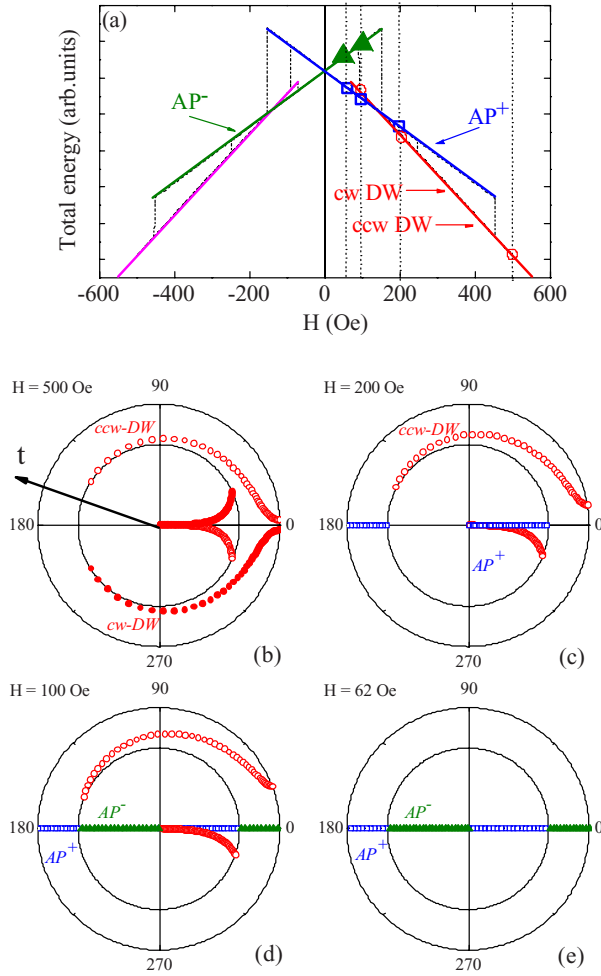 (a)
Total energy (arb.units)
AP-
AP+
cw DW
ccw DW
-600 -400 -200 0 200 400 600
H (Oe)
H = 500 Oe
90
ccw-DW
t
180
0
cw-DW
270
(b)
H = 200 Oe
90
ccw-DW
180
0
AP+
270
(c)
H = 100 Oe
90
AP-
180
0
AP+
270
(d)
H = 62 Oe
90
AP-
180
0
AP+
270
(e)